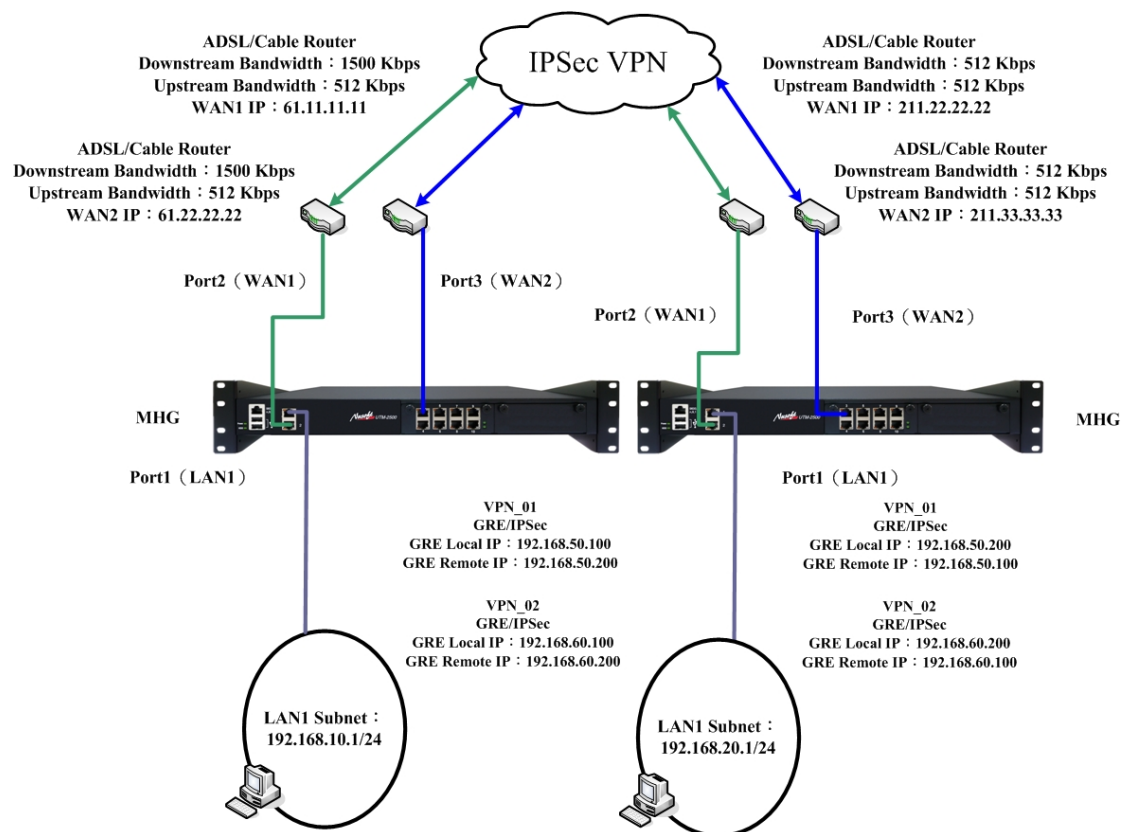 IPSec VPN
ADSL/Cable Router
Downstream Bandwidth：1500 Kbps
Upstream Bandwidth：512 Kbps
WAN1 IP：61.11.11.11
ADSL/Cable Router
Downstream Bandwidth：512 Kbps
Upstream Bandwidth：512 Kbps
WAN1 IP：211.22.22.22
ADSL/Cable Router
Downstream Bandwidth：1500 Kbps
Upstream Bandwidth：512 Kbps
WAN2 IP：61.22.22.22
ADSL/Cable Router
Downstream Bandwidth：512 Kbps
Upstream Bandwidth：512 Kbps
WAN2 IP：211.33.33.33
Port2（WAN1）
Port3（WAN2）
Port2（WAN1）
Port3（WAN2）
MHG
UTM-2500
UTM-2500
MHG
Port1（LAN1）
Port1（LAN1）
VPN_01
GRE/IPSec
GRE Local IP：192.168.50.100
GRE Remote IP：192.168.50.200
VPN_02
GRE/IPSec
GRE Local IP：192.168.60.100
GRE Remote IP：192.168.60.200
VPN_01
GRE/IPSec
GRE Local IP：192.168.50.200
GRE Remote IP：192.168.50.100
VPN_02
GRE/IPSec
GRE Local IP：192.168.60.200
GRE Remote IP：192.168.60.100
LAN1 Subnet：
192.168.10.1/24
LAN1 Subnet：
192.168.20.1/24